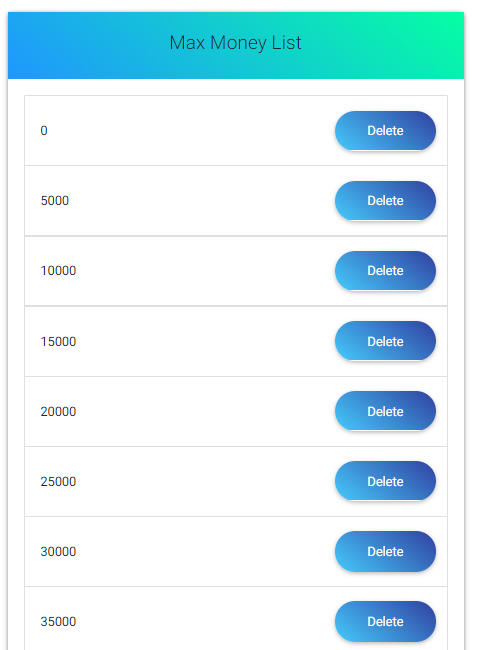 Max Money List
0 Delete
5000 Delete
10000 Delete
15000 Delete
20000 Delete
25000 Delete
30000 Delete
35000 Delete